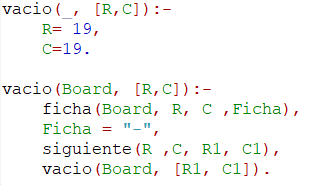 vacio(_, [R,C]):-
R= 19,
C=19.
vacio(Board, [R,C]):-
ficha(Board, R, C ,Ficha),
Ficha = "-",
siguiente(R ,C, R1, C1),
vacio(Board, [R1, C1]).